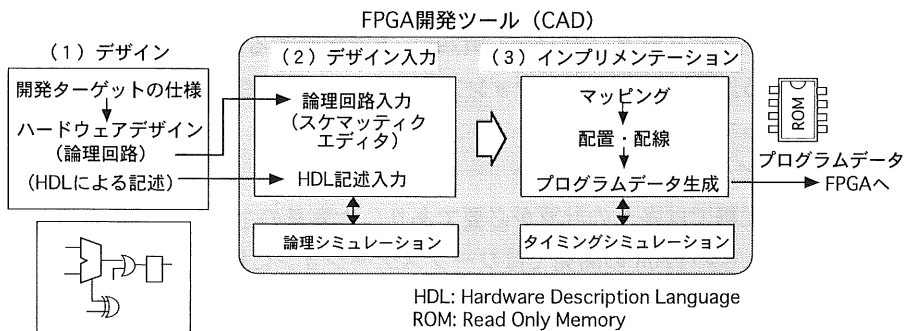 FPGA開発ツール（CAD）
（1）デザイン
開発ターゲットの仕様
ハードウェアデザイン
(論理回路)
(HDLによる記述)
（2）デザイン入力
論理回路入力
(スケマッティク
エディタ)
HDL記述入力
論理シミュレーション
（3）インプリメンテーション
マッピング
配置・配線
プログラムデータ生成
タイミングシミュレーション
ROM
プログラムデータ
FPGAへ
HDL: Hardware Description Language
ROM: Read Only Memory